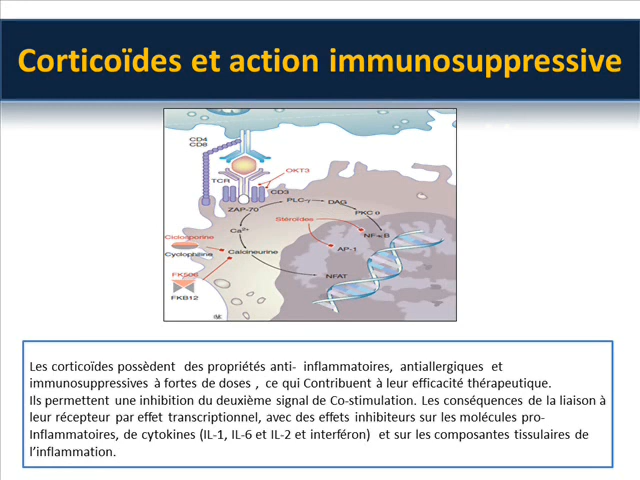 Corticoïdes et action immunosuppressive
CD4
CD8
OKT3
TCR
CD3
PLC-γ
DAG
ZAP-70
PKC θ
Stéroïdes
Ca²⁺
NF-κB
Ciclosporine
AP-1
Cyclophiline
Calcineurine
FK506
NFAT
FKB12
Les corticoïdes possèdent des propriétés anti- inflammatoires, antiallergiques et
immunosuppressives à fortes de doses , ce qui Contribuent à leur efficacité thérapeutique.
Ils permettent une inhibition du deuxième signal de Co-stimulation. Les conséquences de la liaison à
leur récepteur par effet transcriptionnel, avec des effets inhibiteurs sur les molécules pro-
Inflammatoires, de cytokines (IL-1, IL-6 et IL-2 et interféron) et sur les composantes tissulaires de
l’inflammation.